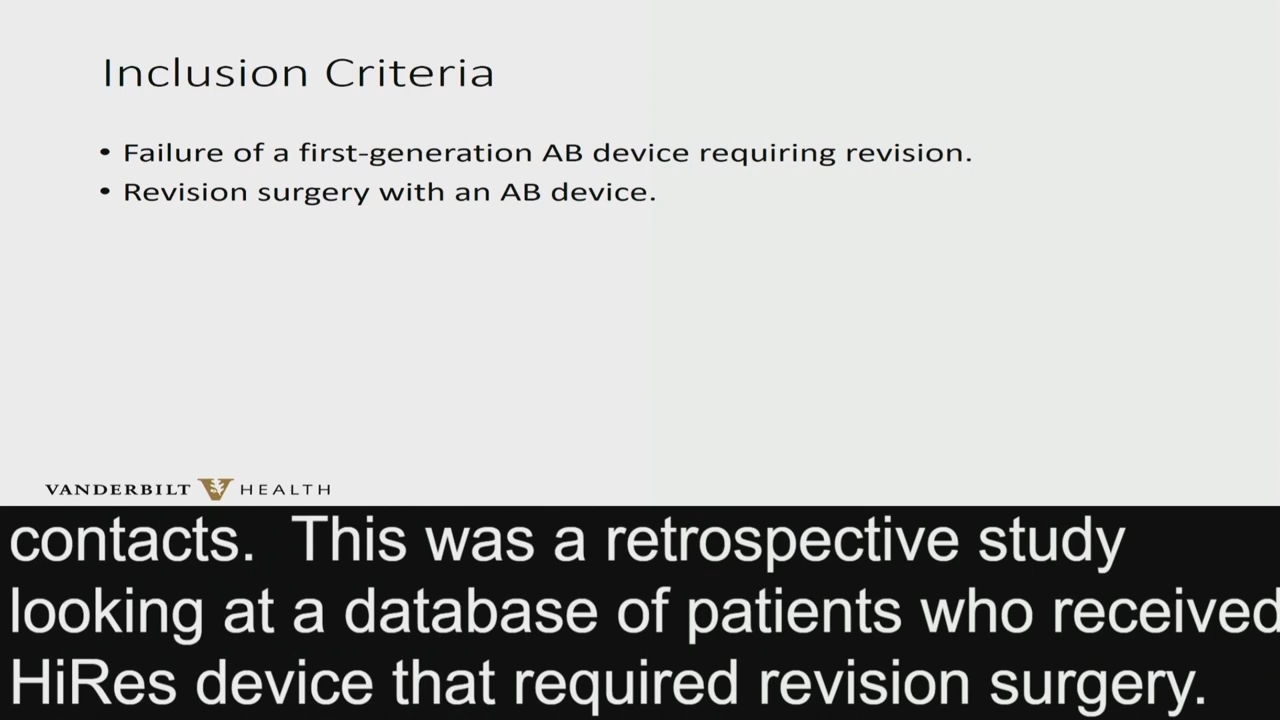 Inclusion Criteria
• Failure of a first-generation AB device requiring revision.
• Revision surgery with an AB device.
VANDERBILT HEALTH
contacts.  This was a retrospective study
looking at a database of patients who received
HiRes device that required revision surgery.